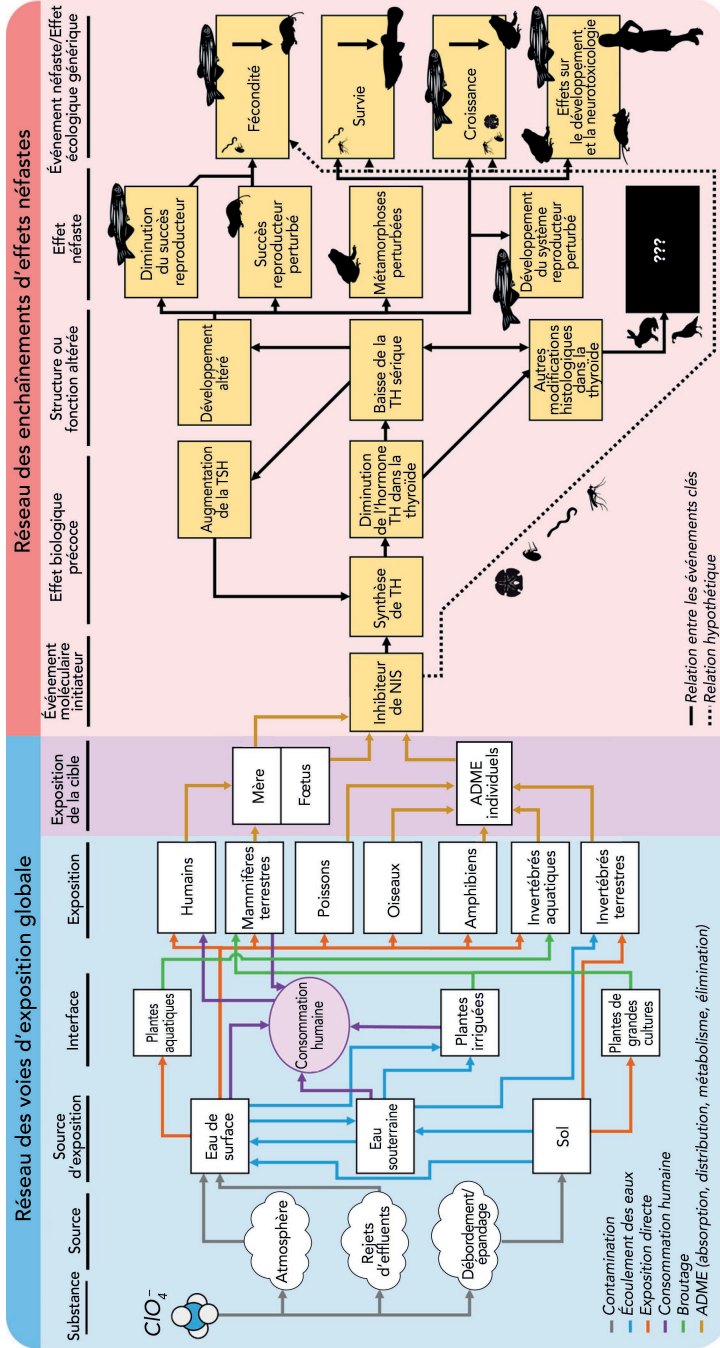 Réseau des voies d'exposition globale
Réseau des enchaînements d'effets néfastes
Substance
Source
Source
d'exposition
Interface
Exposition
Exposition
de la cible
Événement
moléculaire
initiateur
Effet biologique
précoce
Structure ou
fonction altérée
Effet
néfaste
Événement néfaste/Effet
écologique générique
ClO4−
Atmosphère
Rejets
d'effluents
Débordement/
épandage
Eau de
surface
Eau
souterraine
Sol
Plantes
aquatiques
Consommation
humaine
Plantes
irriguées
Plantes de
grandes
cultures
Humains
Mammifères
terrestres
Poissons
Oiseaux
Amphibiens
Invertébrés
aquatiques
Invertébrés
terrestres
Mère
Fœtus
ADME
individuels
Inhibiteur
de NIS
Augmentation
de la TSH
Synthèse
de TH
Diminution
de l'hormone
TH dans la
thyroïde
Développement
altéré
Baisse de la
TH sérique
Autres
modifications
histologiques
dans la
thyroïde
Diminution
du succès
reproducteur
Succès
reproducteur
perturbé
Métamorphoses
perturbées
Développement
du système
reproducteur
perturbé
???
Fécondité
Survie
Croissance
Effets sur
le développement
et la neurotoxicologie
Contamination
Écoulement des eaux
Exposition directe
Consommation humaine
Broutage
ADME (absorption, distribution, métabolisme, élimination)
Relation entre les événements clés
Relation hypothétique